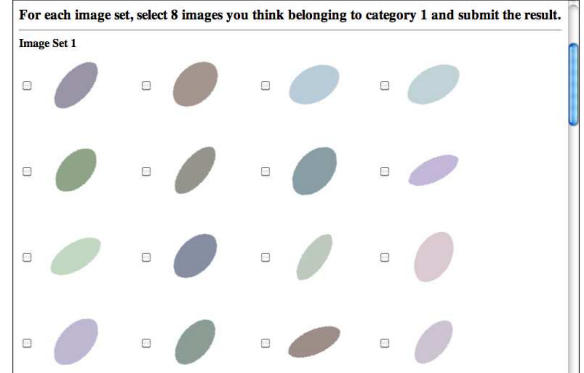 For each image set, select 8 images you think belonging to category 1 and submit the result.
Image Set 1